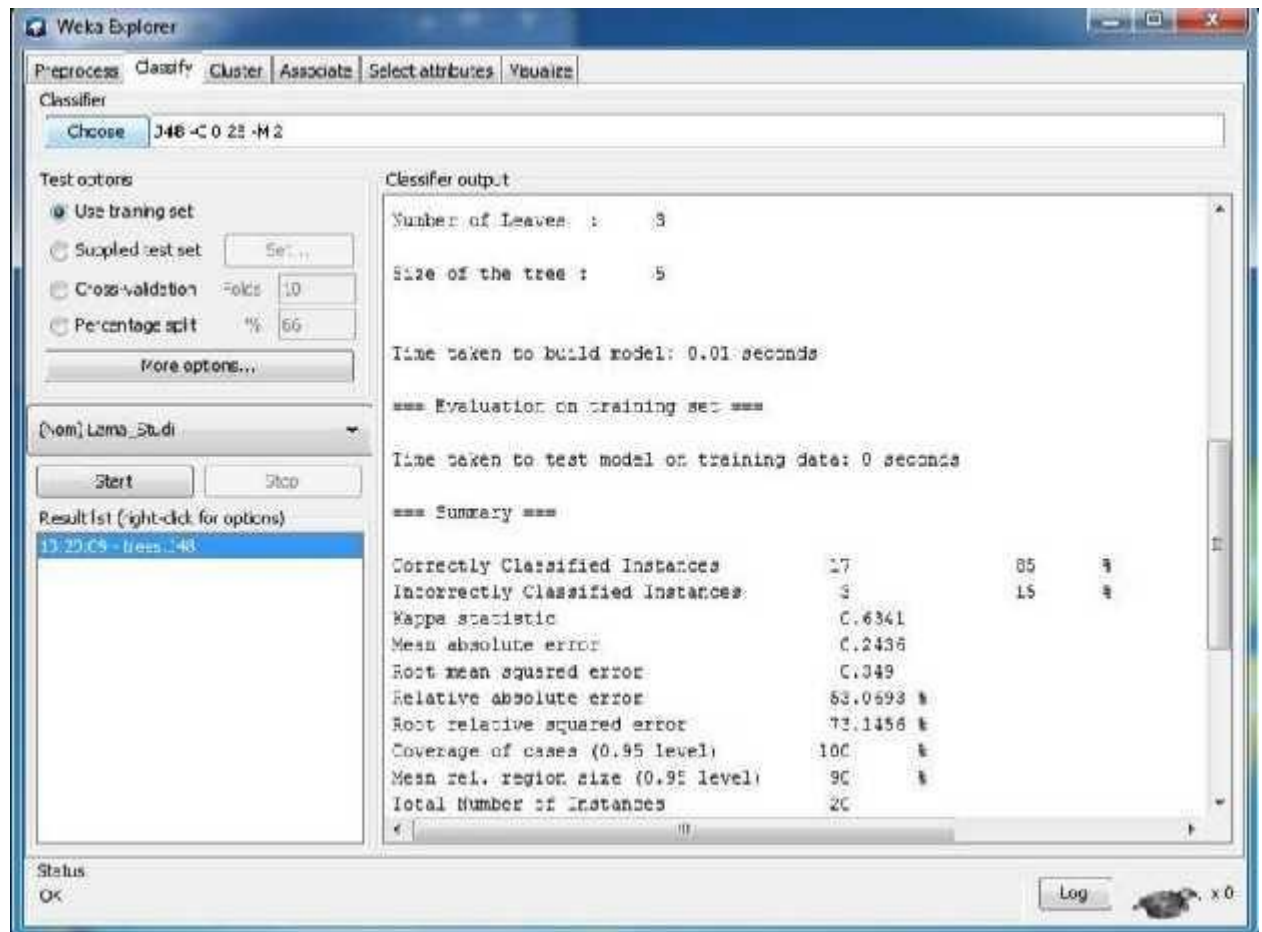 Weka Explorer
Preprocess Classify Cluster Associate Select attributes Visualize
Classifier
Choose J48 -C 0.25 -M 2
Test options
Use training set
Supplied test set Set...
Cross-validation Folds 10
Percentage split % 66
More options...
(Nom) Lama_Studi
Start Stop
Result list (right-click for options)
- trees.J48
Classifier output
Number of Leaves : 3
Size of the tree : 5
Time taken to build model: 0.01 seconds
=== Evaluation on training set ===
Time taken to test model on training data: 0 seconds
=== Summary ===
Correctly Classified Instances 17 85 %
Incorrectly Classified Instances 3 15 %
Kappa statistic 0.6341
Mean absolute error 0.2436
Root mean squared error 0.349
Relative absolute error %
Root relative squared error 73.1456 %
Coverage of cases (0.95 level) 100 %
Mean rel. region size (0.95 level) 90 %
Total Number of Instances 20
Status
OK
Log x 0